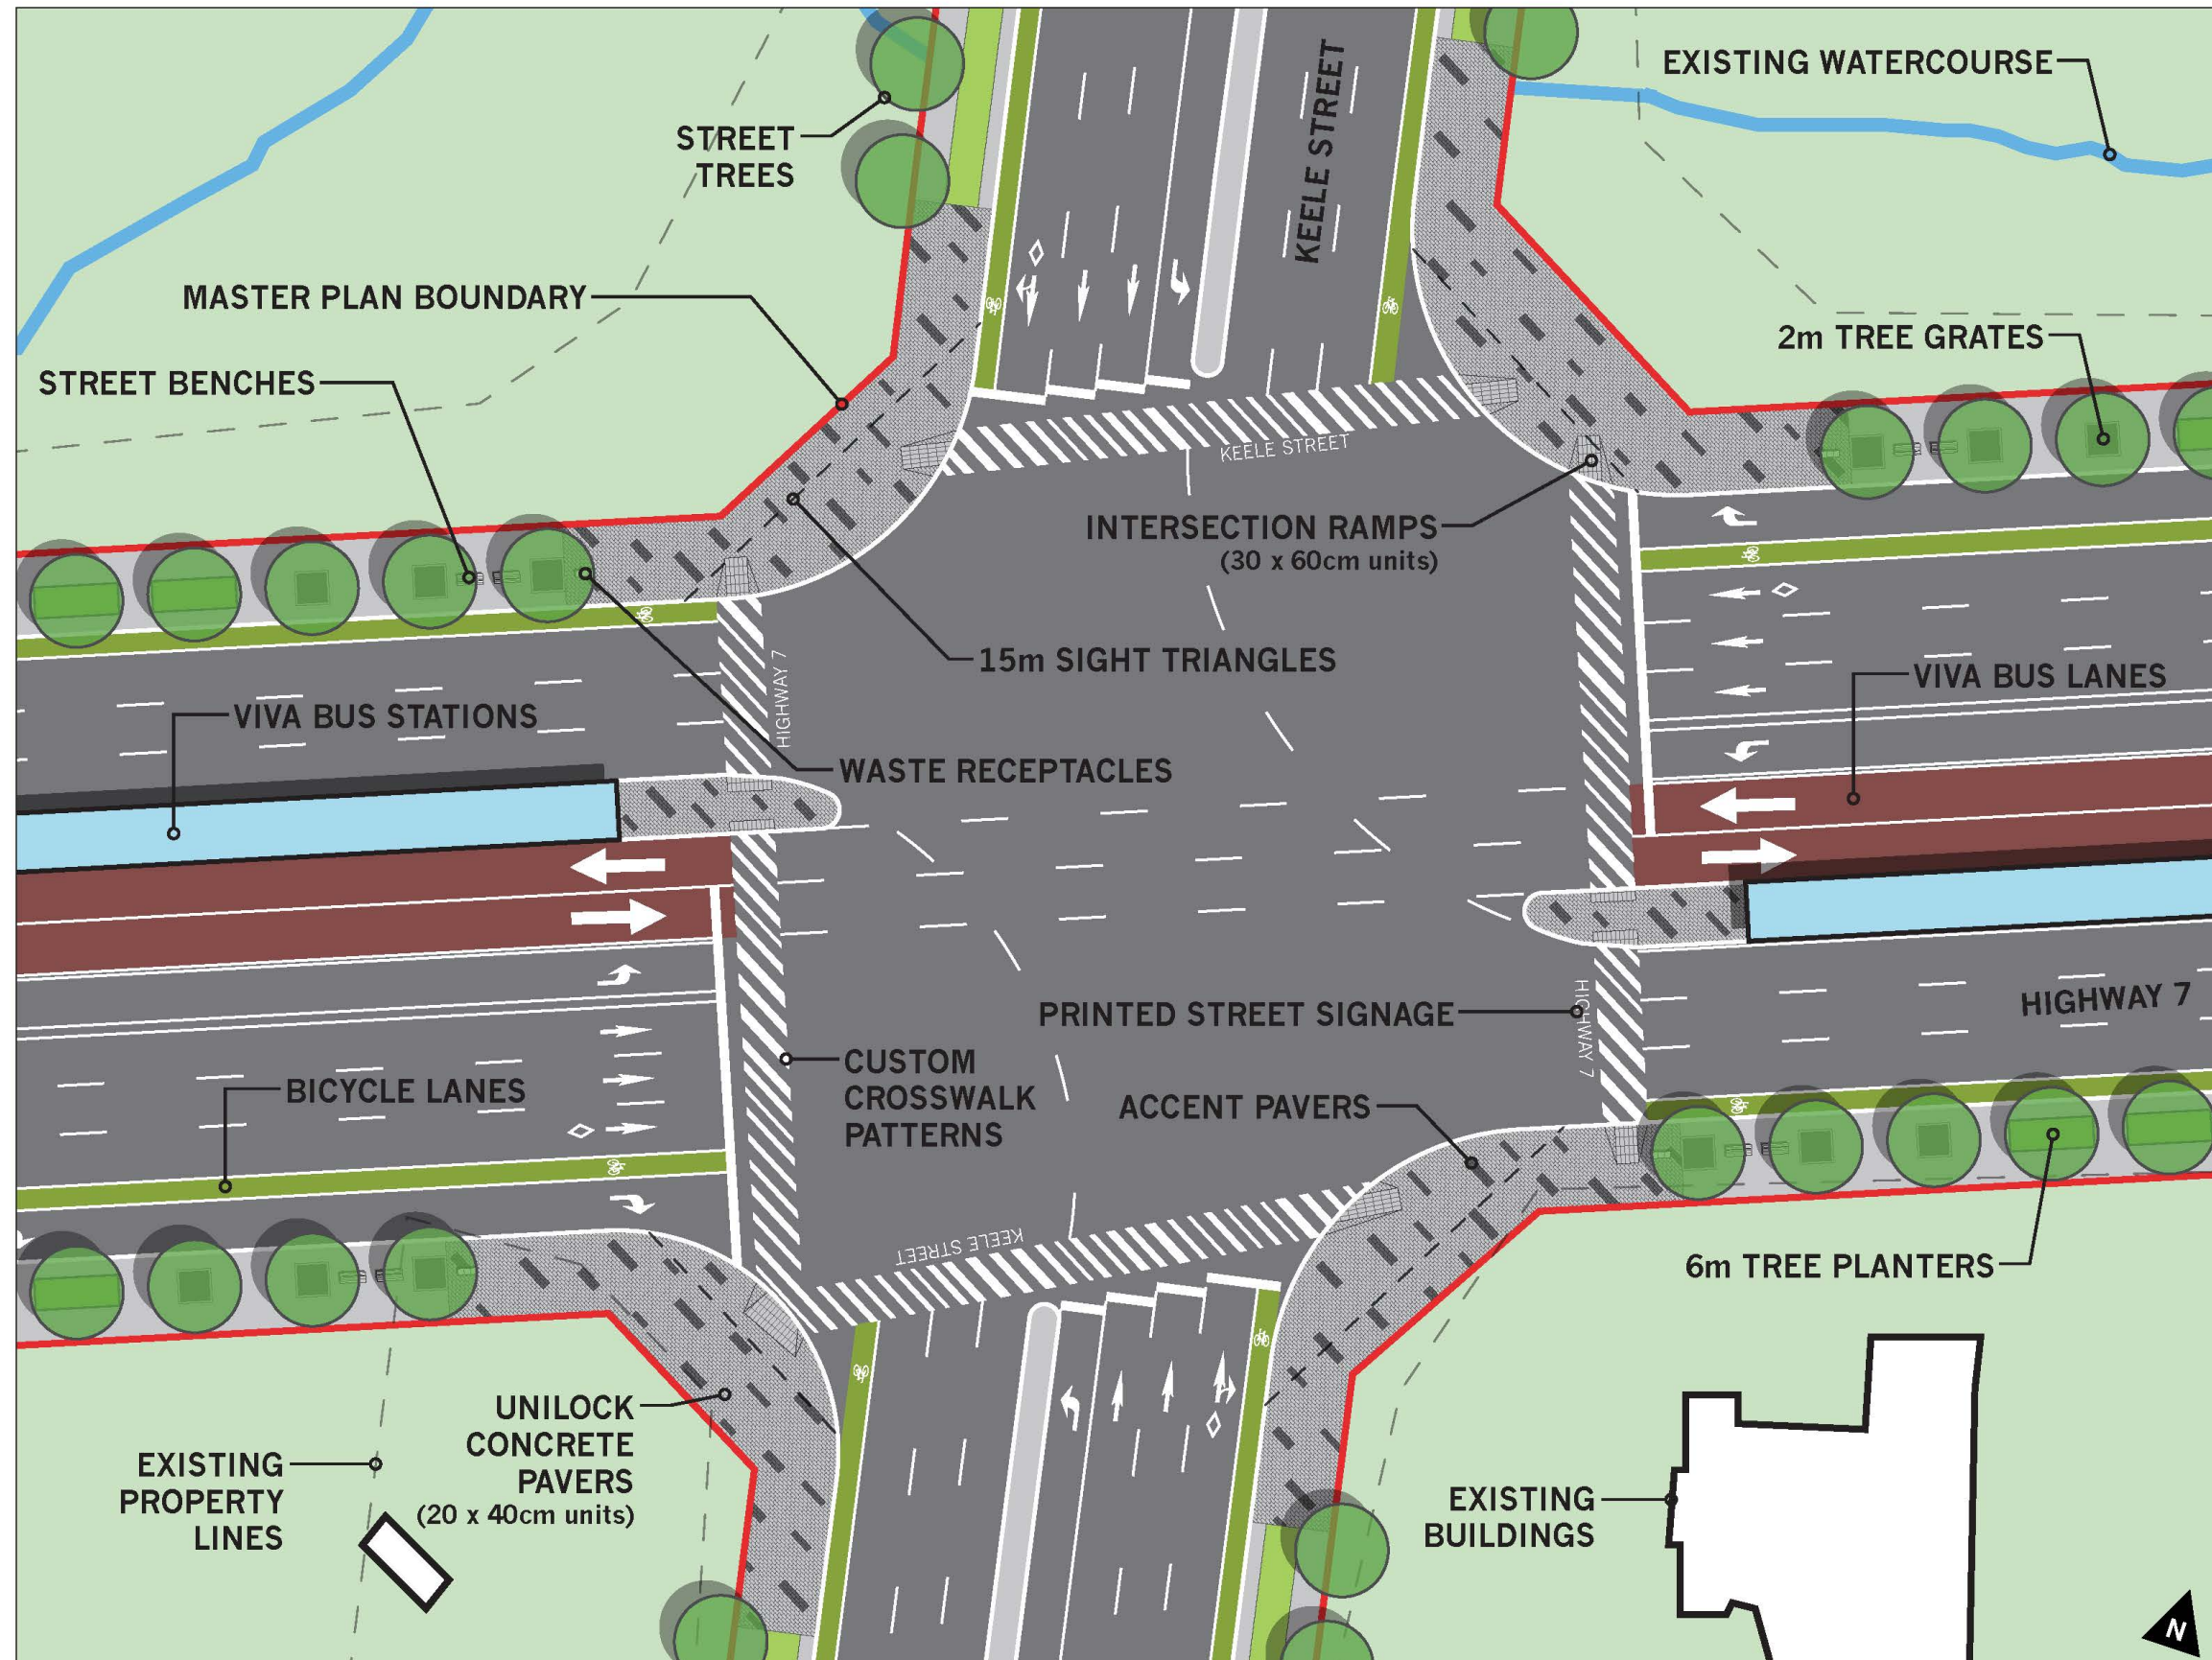 EXISTING WATERCOURSE
KEELE STREET
STREET
TREES
MASTER PLAN BOUNDARY
2m TREE GRATES
STREET BENCHES
KEELE STREET
INTERSECTION RAMPS
(30 x 60cm units)
15m SIGHT TRIANGLES
HIGHWAY 7
VIVA BUS LANES
VIVA BUS STATIONS
WASTE RECEPTACLES
HIGHWAY 7
PRINTED STREET SIGNAGE
HIGHWAY 7
CUSTOM
CROSSWALK
PATTERNS
BICYCLE LANES
ACCENT PAVERS
KEELE STREET
6m TREE PLANTERS
UNILOCK
CONCRETE
PAVERS
(20 x 40cm units)
EXISTING
PROPERTY
LINES
EXISTING
BUILDINGS
N